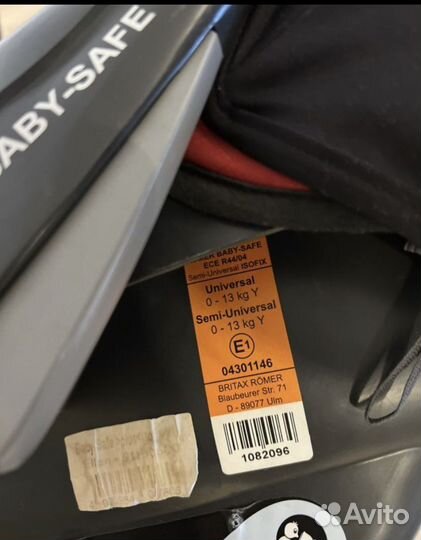 BABY-SAFE
BABY-SAFE
ECE R44/04
Semi-Universal ISOFIX
Universal
0 - 13 kg Y
Semi-Universal
0 - 13 kg Y
E1
04301146
BRITAX RÖMER
Blaubeurer Str. 71
D - 89077 Ulm
1082096
Avito